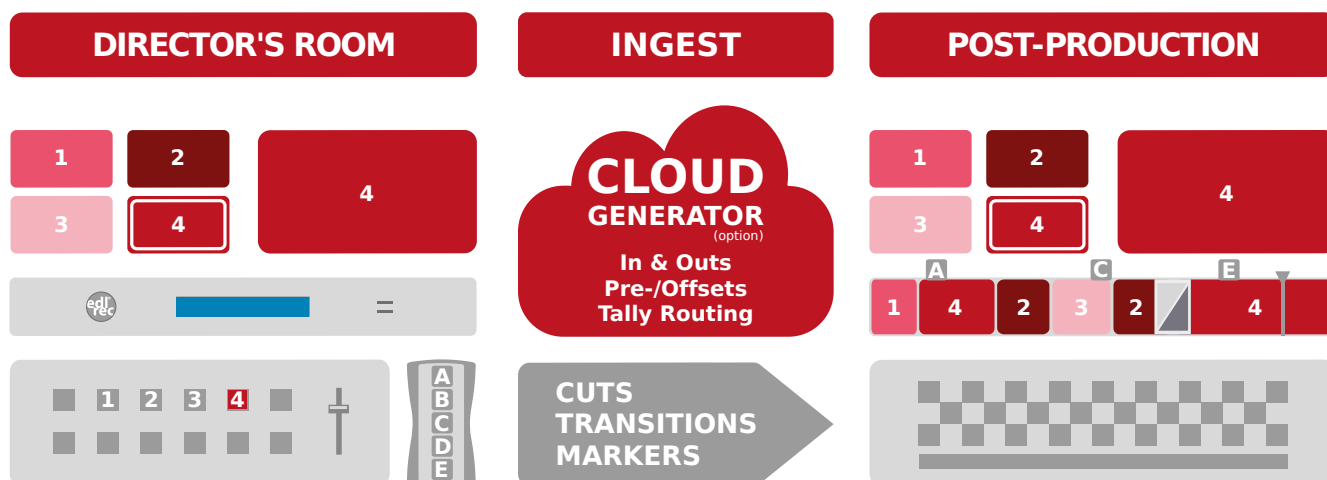 DIRECTOR'S ROOM
INGEST
POST-PRODUCTION
1
2
3
4
4
edl
rec
1
2
3
4
A
B
C
D
E
CLOUD
GENERATOR
(option)
In & Outs
Pre-/Offsets
Tally Routing
CUTS
TRANSITIONS
MARKERS
1
2
3
4
4
A
C
E
1
4
2
3
2
4